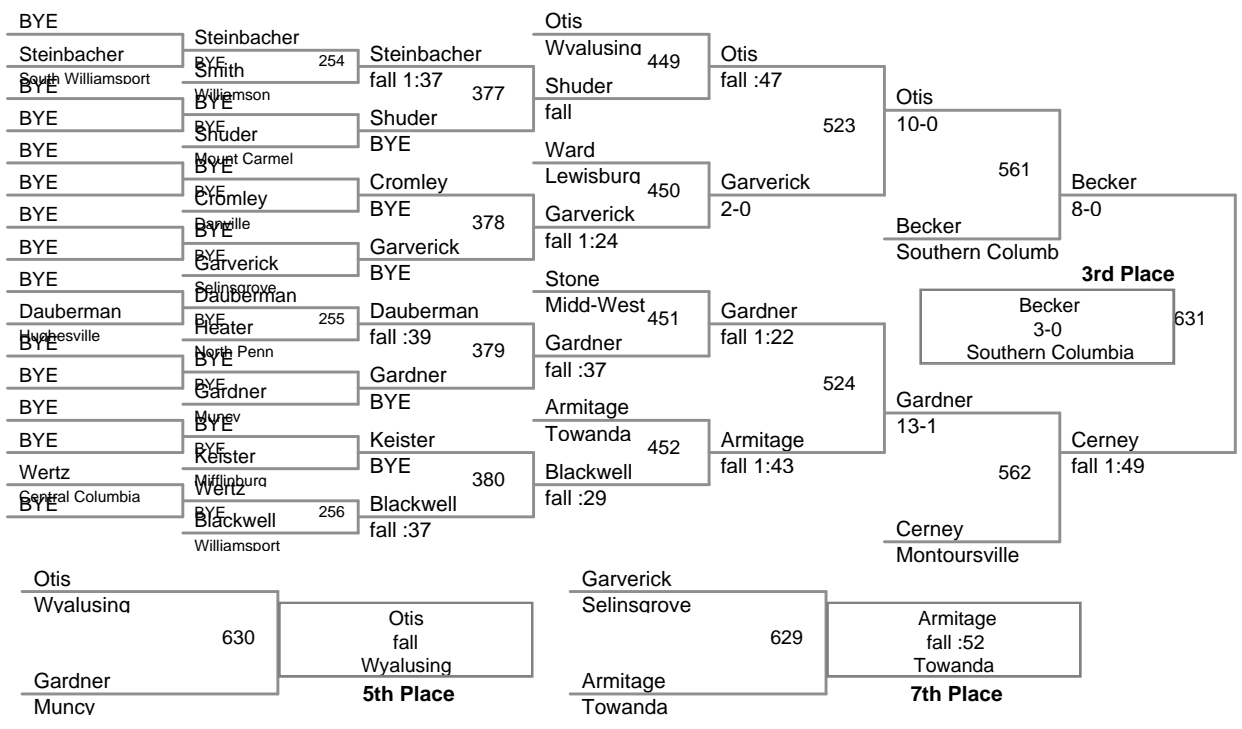 BYE
Steinbacher
South Williamsport
BYE
BYE
BYE
BYE
BYE
BYE
BYE
Dauberman
Hughesville
BYE
BYE
BYE
BYE
Wertz
Central Columbia
BYE
Steinbacher
BYE
254
Smith
Williamson
BYE
BYE
Shuder
Mount Carmel
BYE
BYE
Cromley
Danville
BYE
BYE
Garverick
Selinsgrove
Dauberman
BYE
255
Heater
North Penn
BYE
BYE
Gardner
Muncy
BYE
BYE
Keister
Mifflinburg
Wertz
BYE
256
Blackwell
Williamsport
Steinbacher
fall 1:37
377
Shuder
BYE
Cromley
BYE
378
Garverick
BYE
Dauberman
fall :39
379
Gardner
BYE
Keister
BYE
380
Blackwell
fall :37
Otis
Wyalusing
449
Shuder
fall
Ward
Lewisburg
450
Garverick
fall 1:24
Stone
Midd-West
451
Gardner
fall :37
Armitage
Towanda
452
Blackwell
fall :29
Otis
fall :47
523
Garverick
2-0
Gardner
fall 1:22
524
Armitage
fall 1:43
Otis
10-0
561
Becker
Southern Columb
Gardner
13-1
562
Cerney
Montoursville
Becker
8-0
3rd Place
Becker
3-0
Southern Columbia
631
Cerney
fall 1:49
Otis
Wyalusing
630
Gardner
Muncy
Otis
fall
Wyalusing
5th Place
Garverick
Selinsgrove
629
Armitage
Towanda
Armitage
fall :52
Towanda
7th Place